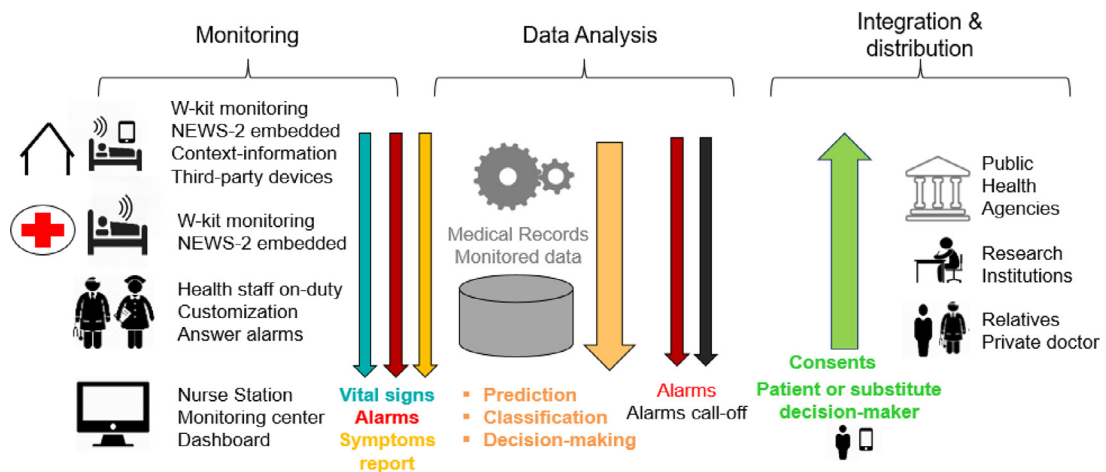 Monitoring
Data Analysis
Integration &
distribution
W-kit monitoring
NEWS-2 embedded
Context-information
Third-party devices
W-kit monitoring
NEWS-2 embedded
Health staff on-duty
Customization
Answer alarms
Nurse Station
Monitoring center
Dashboard
Vital signs
Alarms
Symptoms
report
Medical Records
Monitored data
▪ Prediction
▪ Classification
▪ Decision-making
Alarms
Alarms call-off
Consents
Patient or substitute
decision-maker
Public
Health
Agencies
Research
Institutions
Relatives
Private doctor